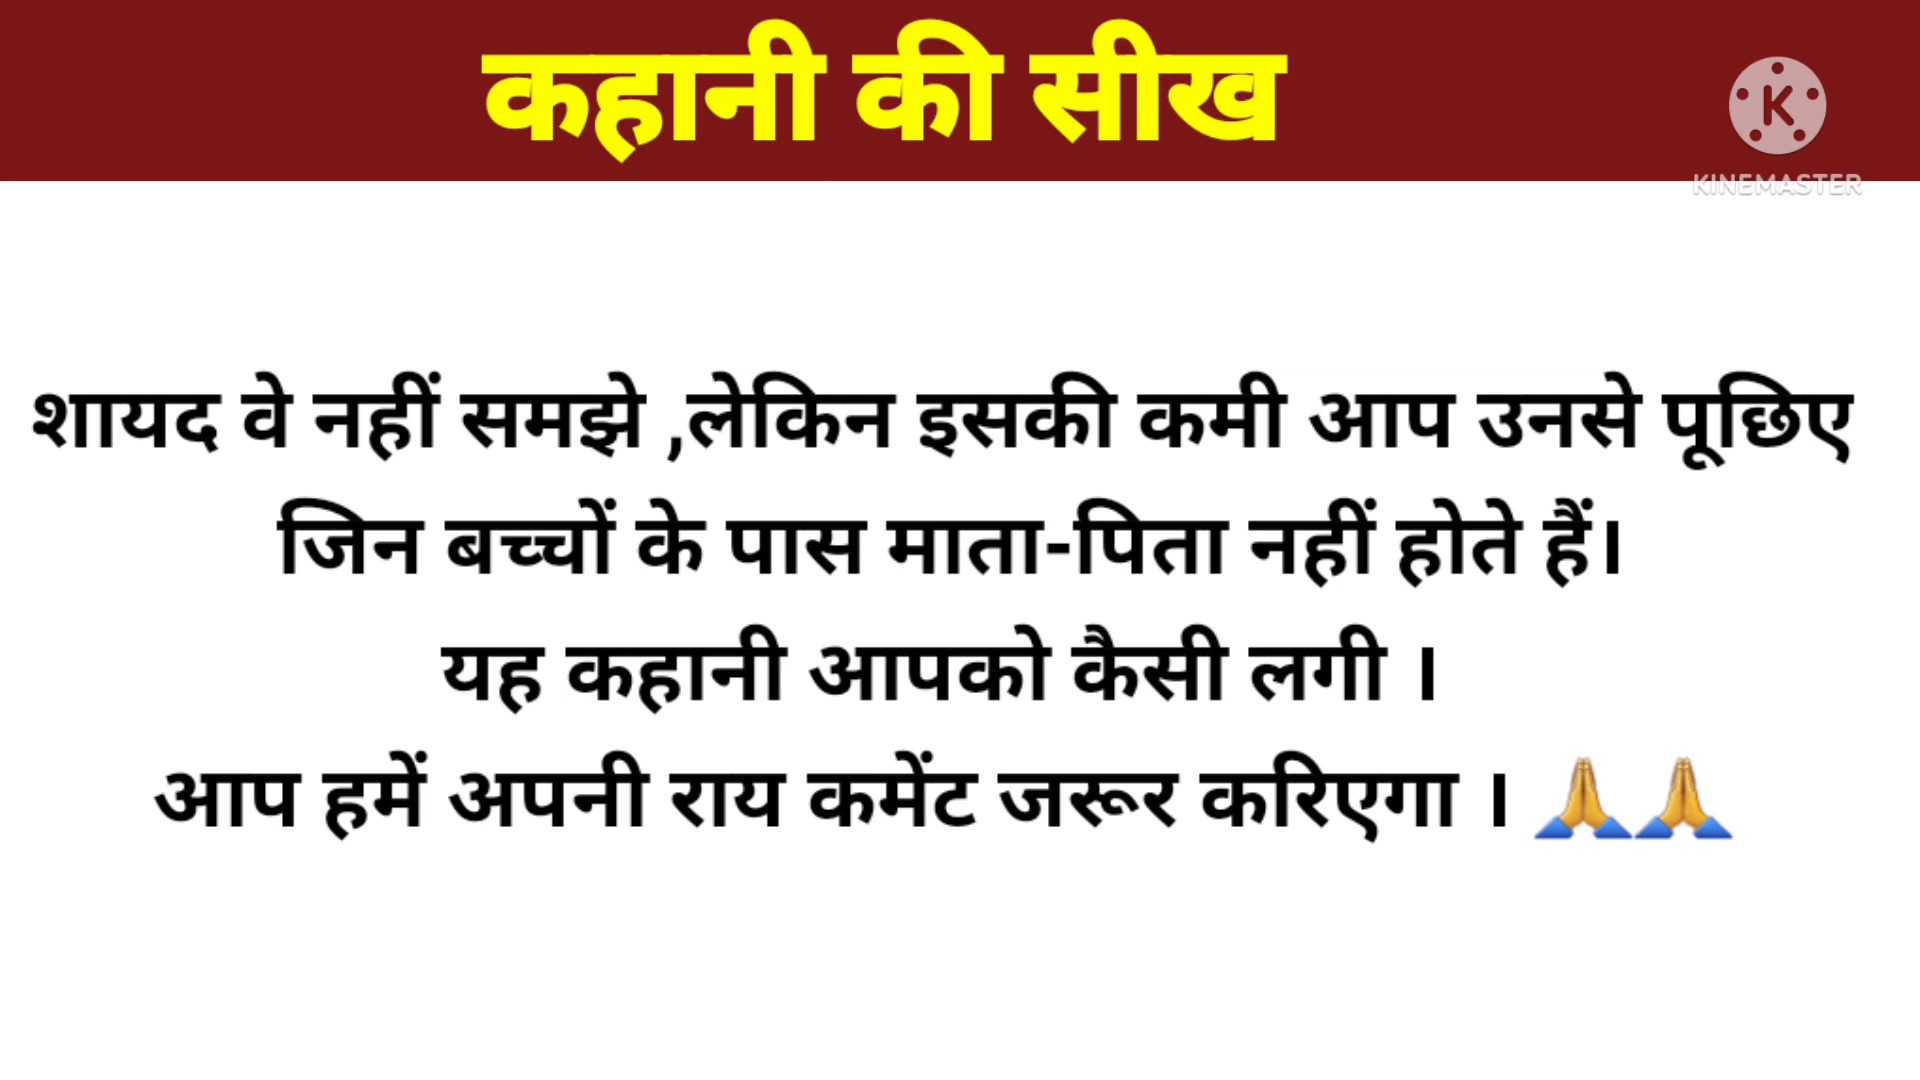 कहानी की सीख
KINEMASTER
शायद वे नहीं समझे ,लेकिन इसकी कमी आप उनसे पूछिए
जिन बच्चों के पास माता-पिता नहीं होते हैं।
यह कहानी आपको कैसी लगी ।
आप हमें अपनी राय कमेंट जरूर करिएगा । 🙏🙏